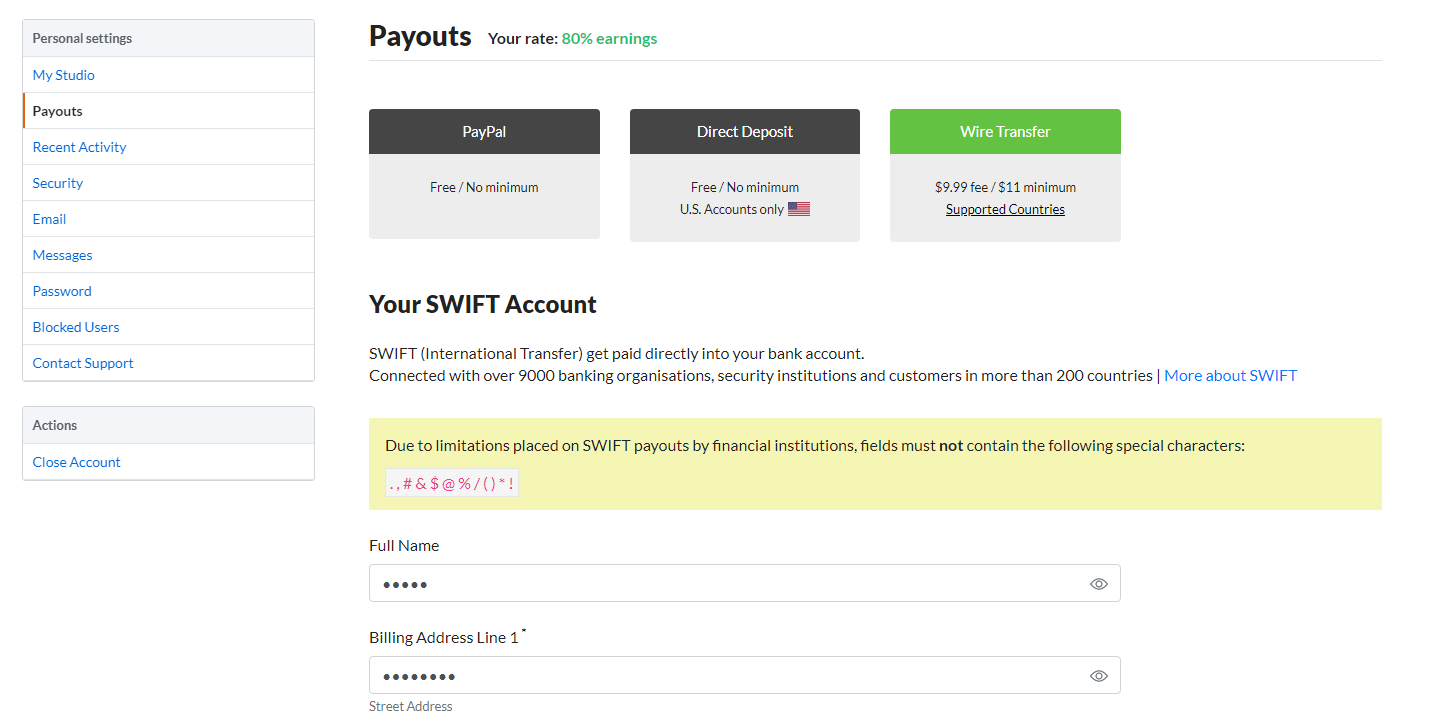 Personal settings
My Studio
Payouts
Recent Activity
Security
Email
Messages
Password
Blocked Users
Contact Support
Actions
Close Account
Payouts Your rate: 80% earnings
PayPal
Free / No minimum
Direct Deposit
Free / No minimum
U.S. Accounts only
Wire Transfer
$9.99 fee / $11 minimum
Supported Countries
Your SWIFT Account
SWIFT (International Transfer) get paid directly into your bank account.
Connected with over 9000 banking organisations, security institutions and customers in more than 200 countries | More about SWIFT
Due to limitations placed on SWIFT payouts by financial institutions, fields must not contain the following special characters:
. , # & $ @ % / ( ) * !
Full Name
•••••
Billing Address Line 1 *
••••••••
Street Address